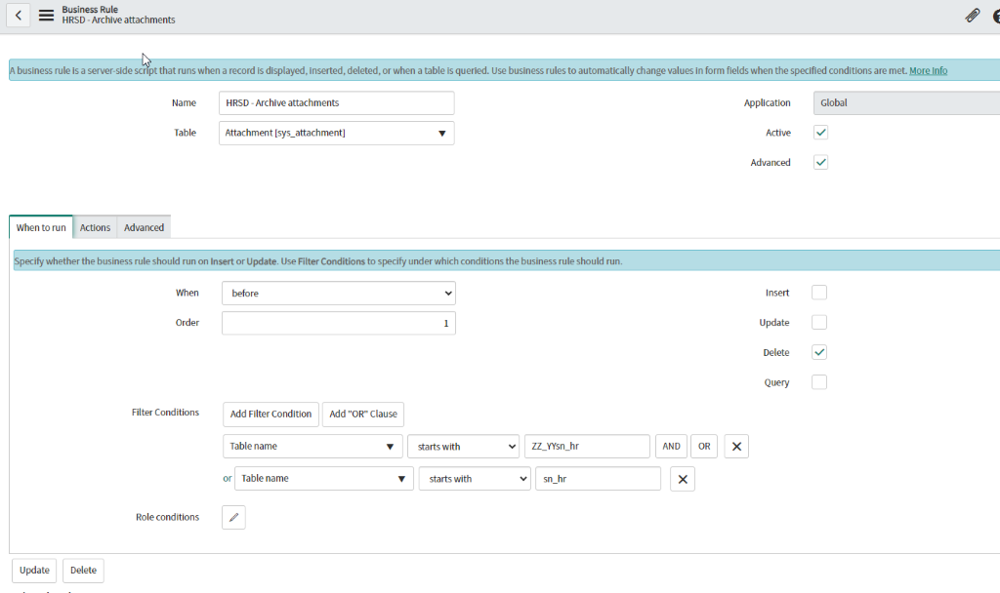 Business Rule
HRSD - Archive attachments
A business rule is a server-side script that runs when a record is displayed, inserted, deleted, or when a table is queried. Use business rules to automatically change values in form fields when the specified conditions are met. More Info
Name HRSD - Archive attachments Application Global
Table Attachment [sys_attachment] Active
Advanced
When to run Actions Advanced
Specify whether the business rule should run on Insert or Update. Use Filter Conditions to specify under which conditions the business rule should run.
When before Insert
Order 1 Update
Delete
Query
Filter Conditions Add Filter Condition Add "OR" Clause
Table name starts with ZZ_YYsn_hr AND OR
or Table name starts with sn_hr
Role conditions
Update Delete